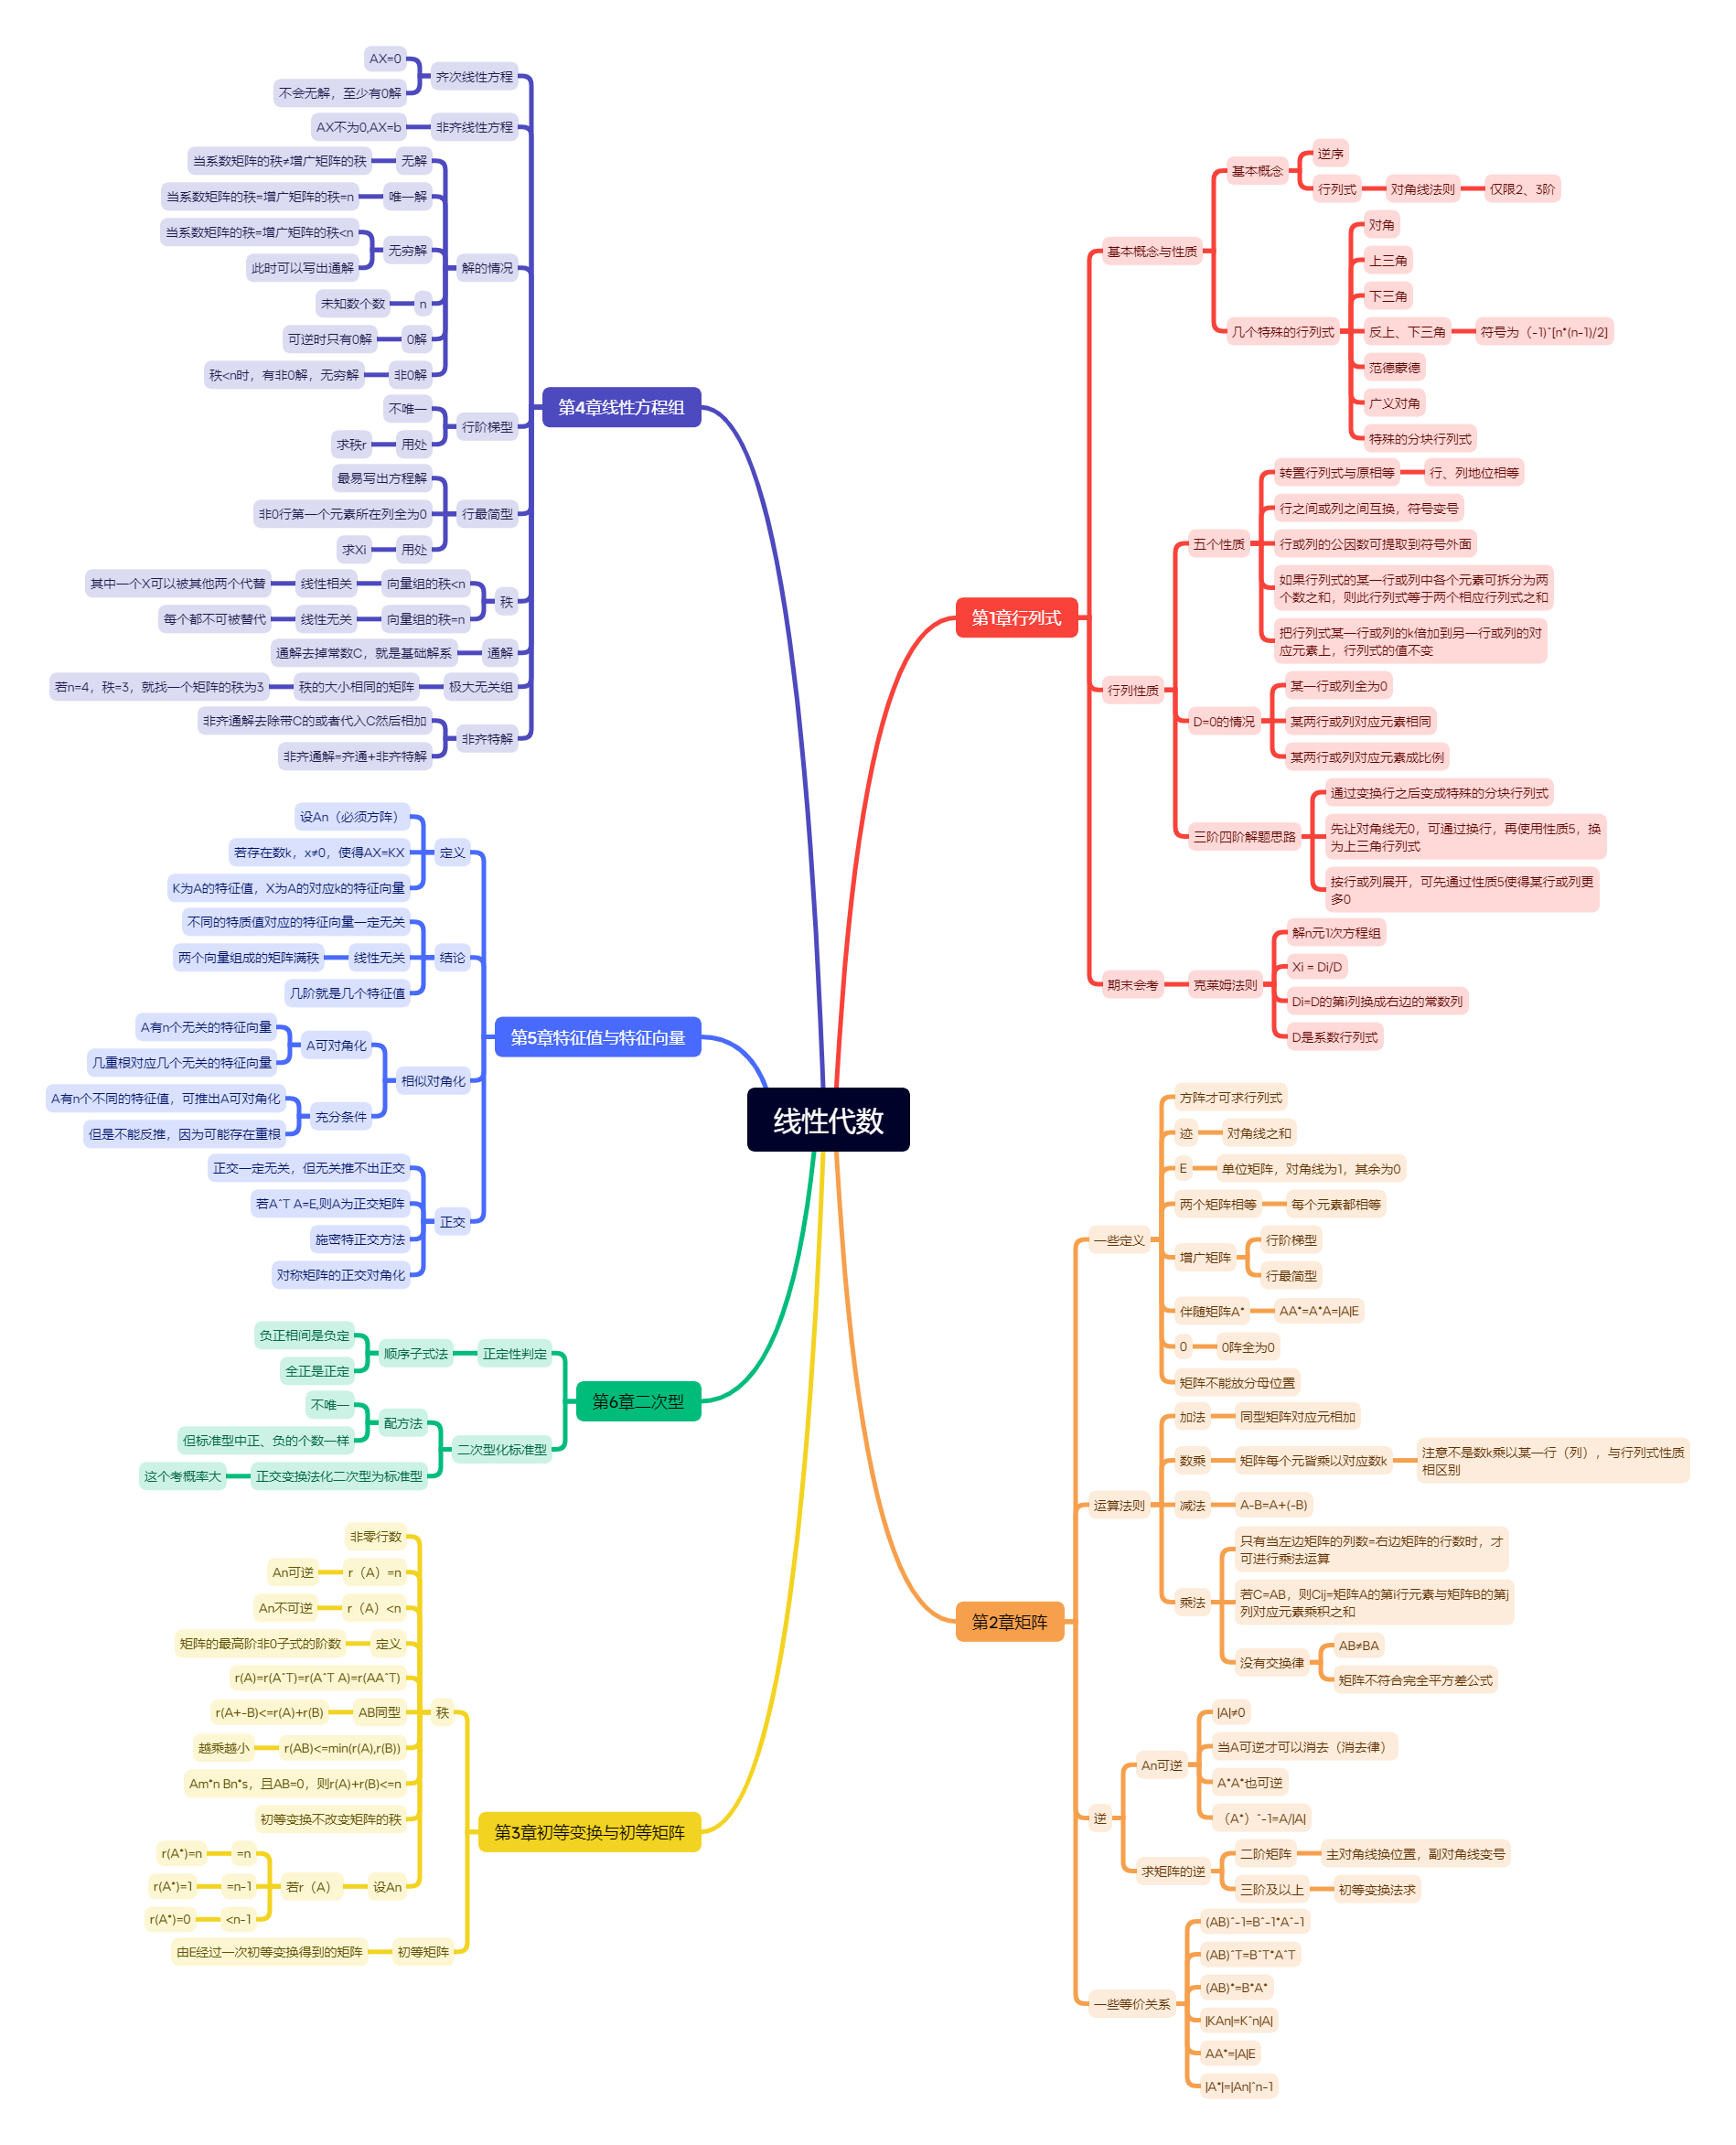 线性代数
第1章行列式
基本概念与性质
基本概念
逆序
行列式
对角线法则
仅限2、3阶
几个特殊的行列式
对角
上三角
下三角
反上、下三角
符号为（-1)^[n*(n-1)/2]
范德蒙德
广义对角
特殊的分块行列式
行列性质
五个性质
转置行列式与原相等
行、列地位相等
行之间或列之间互换，符号变号
行或列的公因数可提取到符号外面
如果行列式的某一行或列中各个元素可拆分为两
个数之和，则此行列式等于两个相应行列式之和
把行列式某一行或列的k倍加到另一行或列的对
应元素上，行列式的值不变
D=0的情况
某一行或列全为0
某两行或列对应元素相同
某两行或列对应元素成比例
三阶四阶解题思路
通过变换行之后变成特殊的分块行列式
先让对角线无0，可通过换行，再使用性质5，换
为上三角行列式
按行或列展开，可先通过性质5使得某行或列更
多0
期末会考
克莱姆法则
解n元1次方程组
Xi = Di/D
Di=D的第i列换成右边的常数列
D是系数行列式
第2章矩阵
一些定义
方阵才可求行列式
迹
对角线之和
E
单位矩阵，对角线为1，其余为0
两个矩阵相等
每个元素都相等
增广矩阵
行阶梯型
行最简型
伴随矩阵A*
AA*=A*A=|A|E
0
0阵全为0
矩阵不能放分母位置
运算法则
加法
同型矩阵对应元相加
数乘
矩阵每个元皆乘以对应数k
注意不是数k乘以某一行（列），与行列式性质
相区别
减法
A-B=A+(-B)
乘法
只有当左边矩阵的列数=右边矩阵的行数时，才
可进行乘法运算
若C=AB，则Cij=矩阵A的第i行元素与矩阵B的第j
列对应元素乘积之和
没有交换律
AB≠BA
矩阵不符合完全平方差公式
逆
An可逆
|A|≠0
当A可逆才可以消去（消去律）
A*A*也可逆
（A*）^-1=A/|A|
求矩阵的逆
二阶矩阵
主对角线换位置，副对角线变号
三阶及以上
初等变换法求
一些等价关系
(AB)^-1=B^-1*A^-1
(AB)^T=B^T*A^T
(AB)*=B*A*
|KAn|=K^n|A|
AA*=|A|E
|A*|=|An|^n-1
第4章线性方程组
齐次线性方程
AX=0
不会无解，至少有0解
非齐线性方程
AX不为0,AX=b
解的情况
无解
当系数矩阵的秩≠增广矩阵的秩
唯一解
当系数矩阵的秩=增广矩阵的秩=n
无穷解
当系数矩阵的秩=增广矩阵的秩<n
此时可以写出通解
n
未知数个数
0解
可逆时只有0解
非0解
秩<n时，有非0解，无穷解
行阶梯型
不唯一
用处
求秩r
行最简型
最易写出方程解
非0行第一个元素所在列全为0
用处
求Xi
秩
向量组的秩<n
线性相关
其中一个X可以被其他两个代替
向量组的秩=n
线性无关
每个都不可被替代
通解
通解去掉常数C，就是基础解系
极大无关组
秩的大小相同的矩阵
若n=4，秩=3，就找一个矩阵的秩为3
非齐特解
非齐通解去除带C的或者代入C然后相加
非齐通解=齐通+非齐特解
第5章特征值与特征向量
定义
设An（必须方阵）
若存在数k，x≠0，使得AX=KX
K为A的特征值，X为A的对应k的特征向量
结论
不同的特质值对应的特征向量一定无关
线性无关
两个向量组成的矩阵满秩
几阶就是几个特征值
相似对角化
A可对角化
A有n个无关的特征向量
几重根对应几个无关的特征向量
充分条件
A有n个不同的特征值，可推出A可对角化
但是不能反推，因为可能存在重根
正交
正交一定无关，但无关推不出正交
若A^T A=E,则A为正交矩阵
施密特正交方法
对称矩阵的正交对角化
第6章二次型
正定性判定
顺序子式法
负正相间是负定
全正是正定
二次型化标准型
配方法
不唯一
但标准型中正、负的个数一样
正交变换法化二次型为标准型
这个考概率大
第3章初等变换与初等矩阵
秩
非零行数
r（A）=n
An可逆
r（A）<n
An不可逆
定义
矩阵的最高阶非0子式的阶数
r(A)=r(A^T)=r(A^T A)=r(AA^T)
AB同型
r(A+-B)<=r(A)+r(B)
r(AB)<=min(r(A),r(B))
越乘越小
Am*n Bn*s，且AB=0，则r(A)+r(B)<=n
初等变换不改变矩阵的秩
设An
若r（A）
=n
r(A*)=n
=n-1
r(A*)=1
<n-1
r(A*)=0
初等矩阵
由E经过一次初等变换得到的矩阵